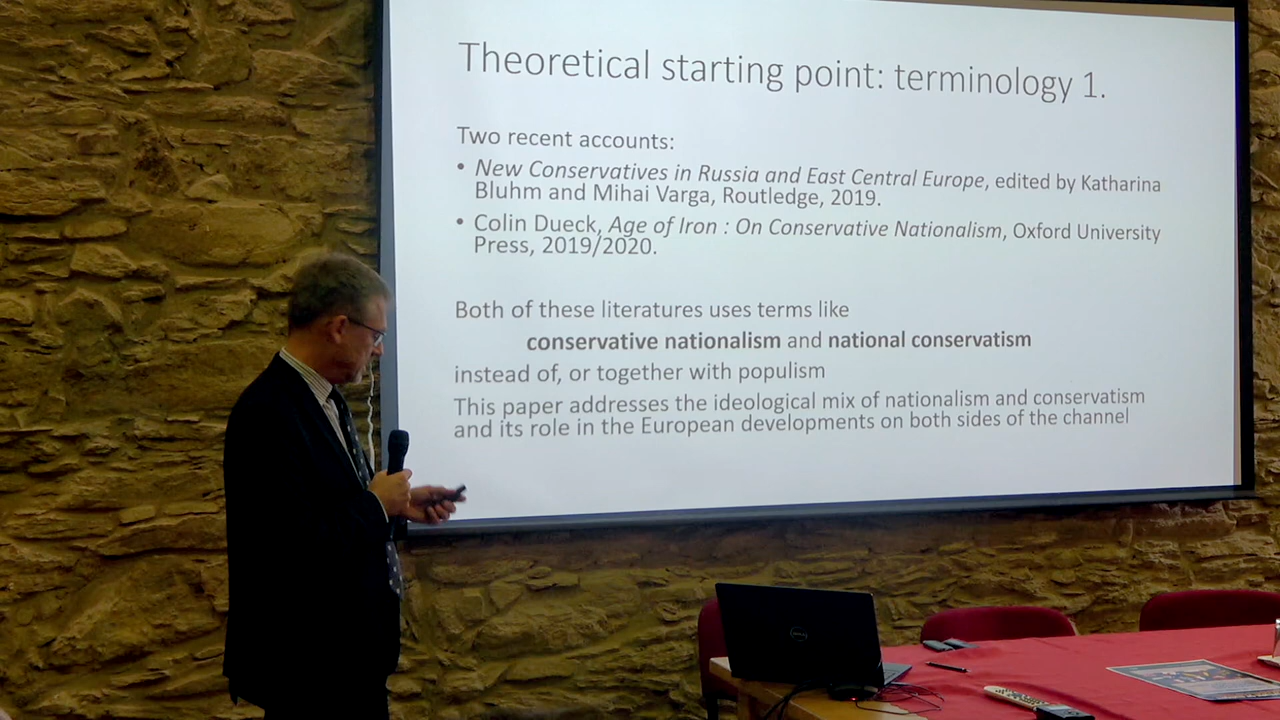 Theoretical starting point: terminology 1.
Two recent accounts:
• New Conservatives in Russia and East Central Europe, edited by Katharina
Bluhm and Mihai Varga, Routledge, 2019.
• Colin Dueck, Age of Iron : On Conservative Nationalism, Oxford University
Press, 2019/2020.
Both of these literatures uses terms like
conservative nationalism and national conservatism
instead of, or together with populism
This paper addresses the ideological mix of nationalism and conservatism
and its role in the European developments on both sides of the channel
DELL